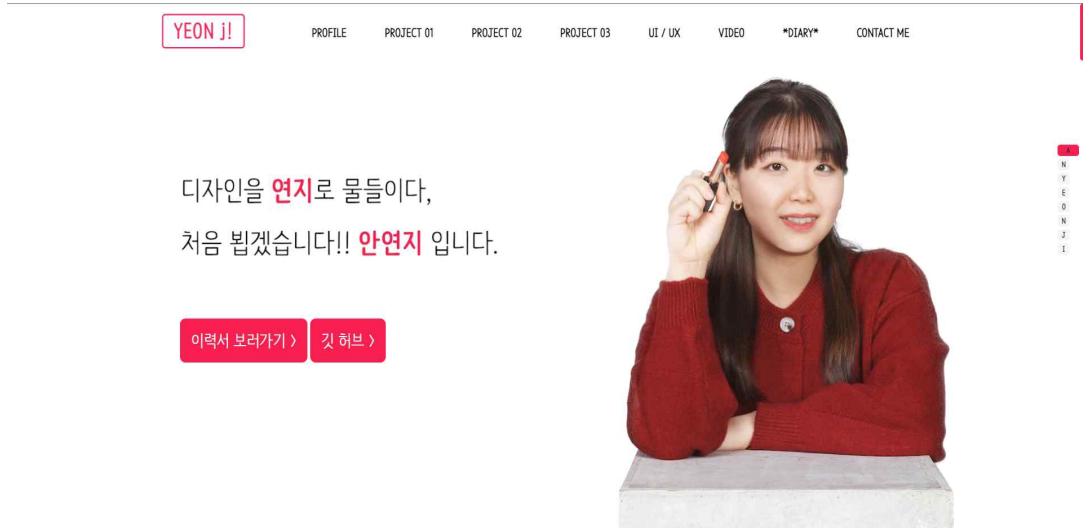 YEON j!
PROFILE PROJECT 01 PROJECT 02 PROJECT 03 UI / UX VIDEO *DIARY* CONTACT ME
디자인을 연지로 물들이다,
처음 뵙겠습니다!! 안연지 입니다.
이력서 보러가기 > 깃 허브 >
A
N
Y
E
O
N
J
I